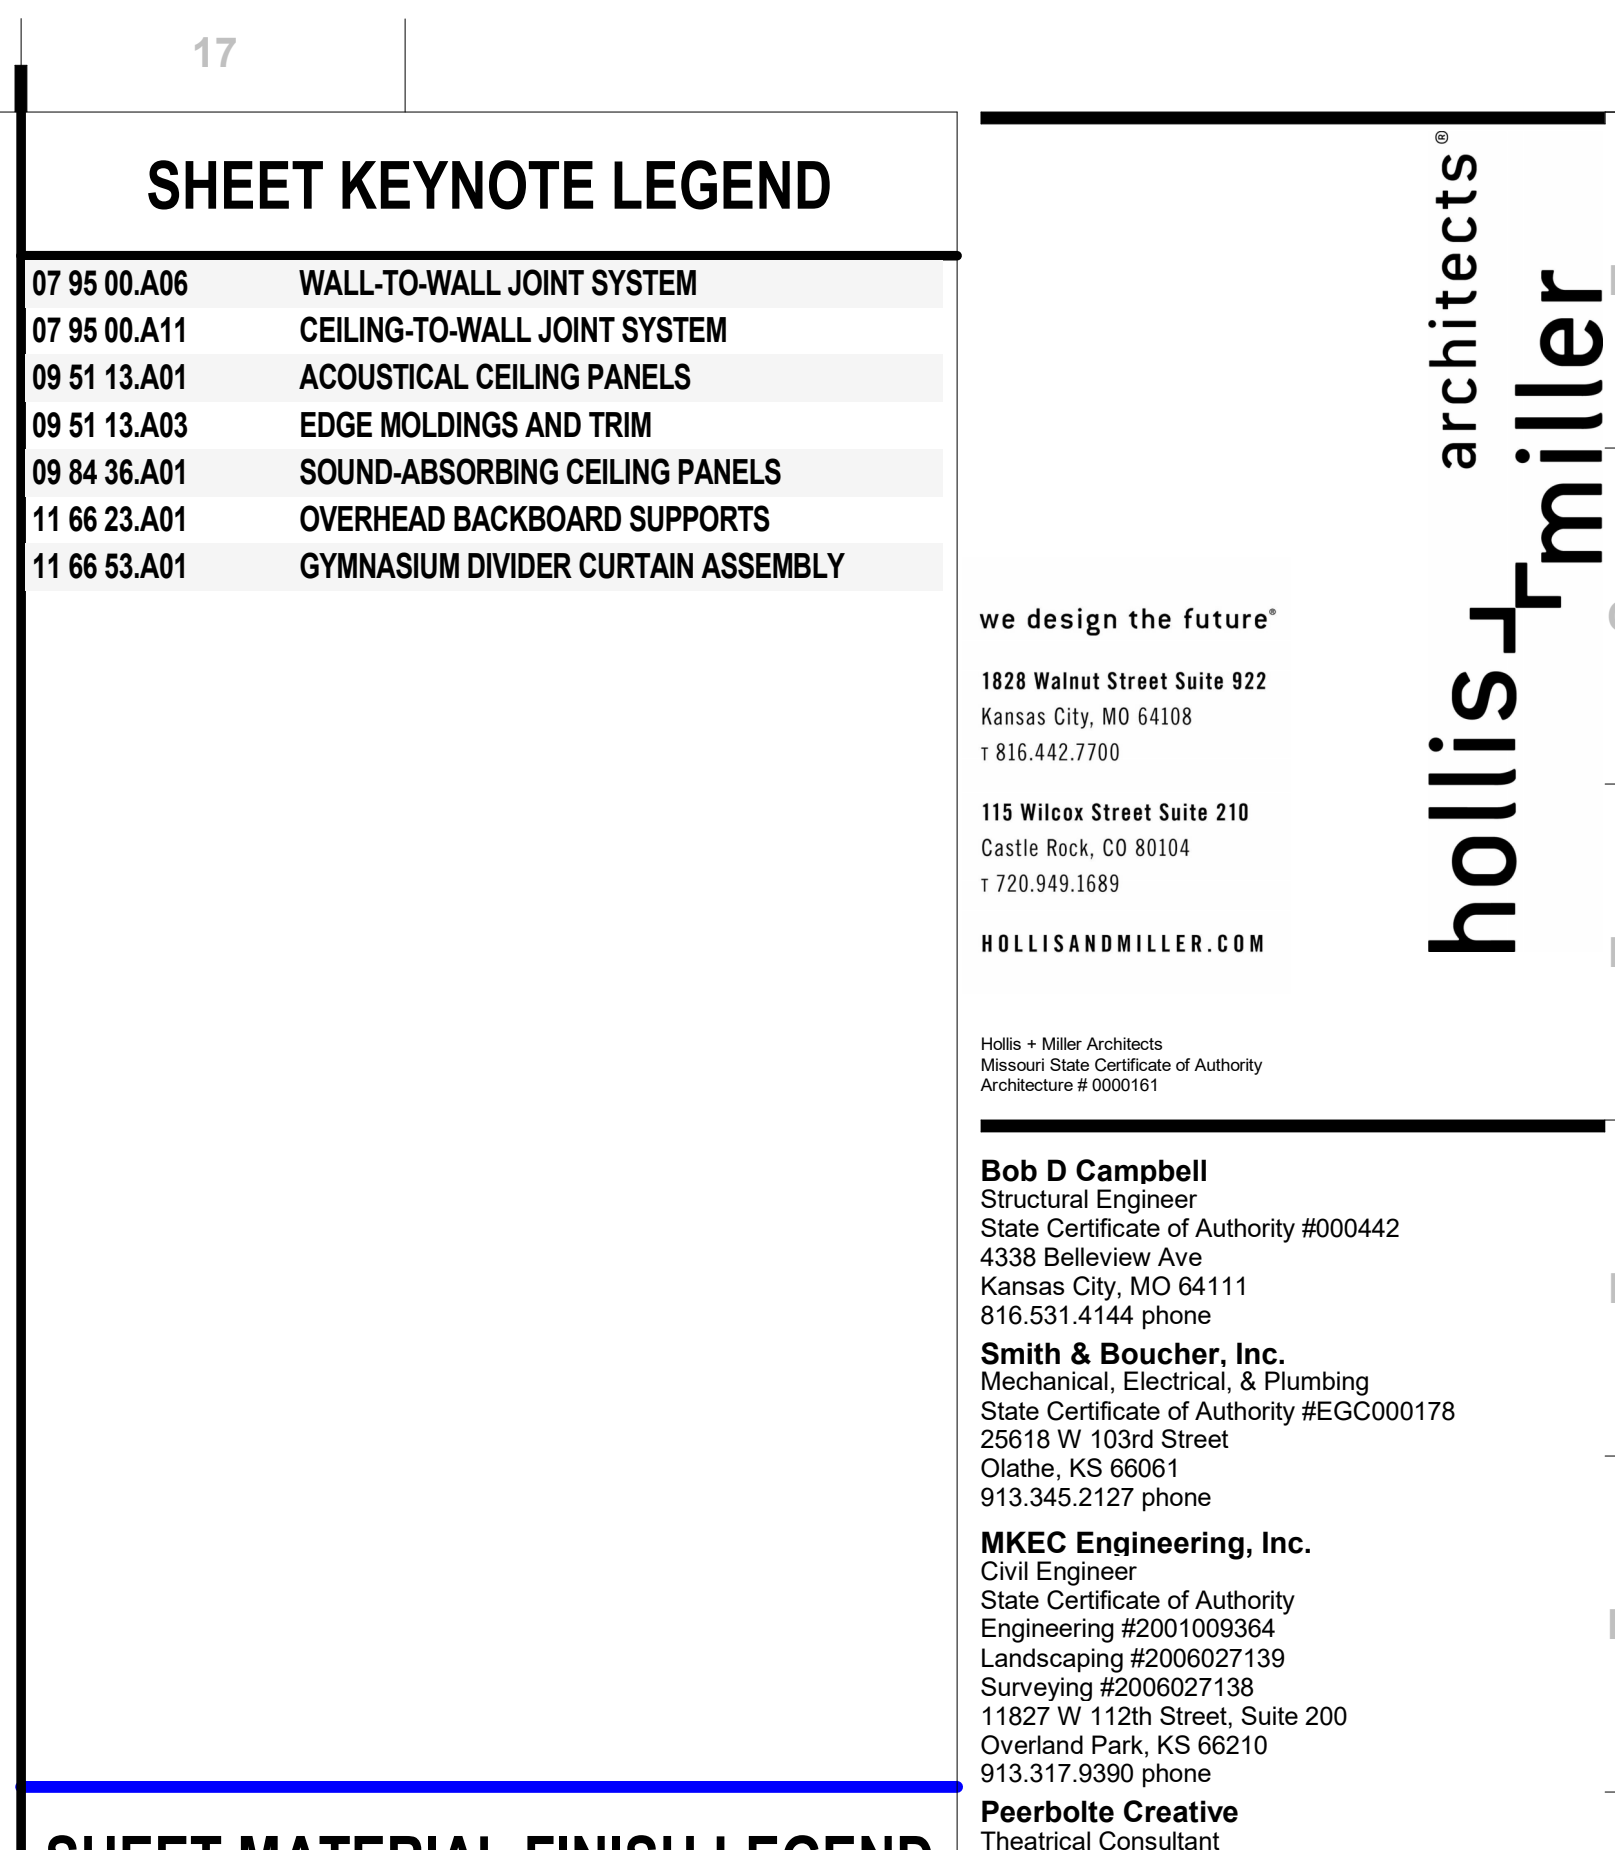 17
SHEET KEYNOTE LEGEND
07 95 00.A06 WALL-TO-WALL JOINT SYSTEM
07 95 00.A11 CEILING-TO-WALL JOINT SYSTEM
09 51 13.A01 ACOUSTICAL CEILING PANELS
09 51 13.A03 EDGE MOLDINGS AND TRIM
09 84 36.A01 SOUND-ABSORBING CEILING PANELS
11 66 23.A01 OVERHEAD BACKBOARD SUPPORTS
11 66 53.A01 GYMNASIUM DIVIDER CURTAIN ASSEMBLY
SHEET MATERIAL FINISH LEGEND
hollis + miller
architects®
we design the future®
1828 Walnut Street Suite 922
Kansas City, MO 64108
T 816.442.7700
115 Wilcox Street Suite 210
Castle Rock, CO 80104
T 720.949.1689
HOLLISANDMILLER.COM
Hollis + Miller Architects
Missouri State Certificate of Authority
Architecture # 0000161
Bob D Campbell
Structural Engineer
State Certificate of Authority #000442
4338 Belleview Ave
Kansas City, MO 64111
816.531.4144 phone
Smith & Boucher, Inc.
Mechanical, Electrical, & Plumbing
State Certificate of Authority #EGC000178
25618 W 103rd Street
Olathe, KS 66061
913.345.2127 phone
MKEC Engineering, Inc.
Civil Engineer
State Certificate of Authority
Engineering #2001009364
Landscaping #2006027139
Surveying #2006027138
11827 W 112th Street, Suite 200
Overland Park, KS 66210
913.317.9390 phone
Peerbolte Creative
Theatrical Consultant